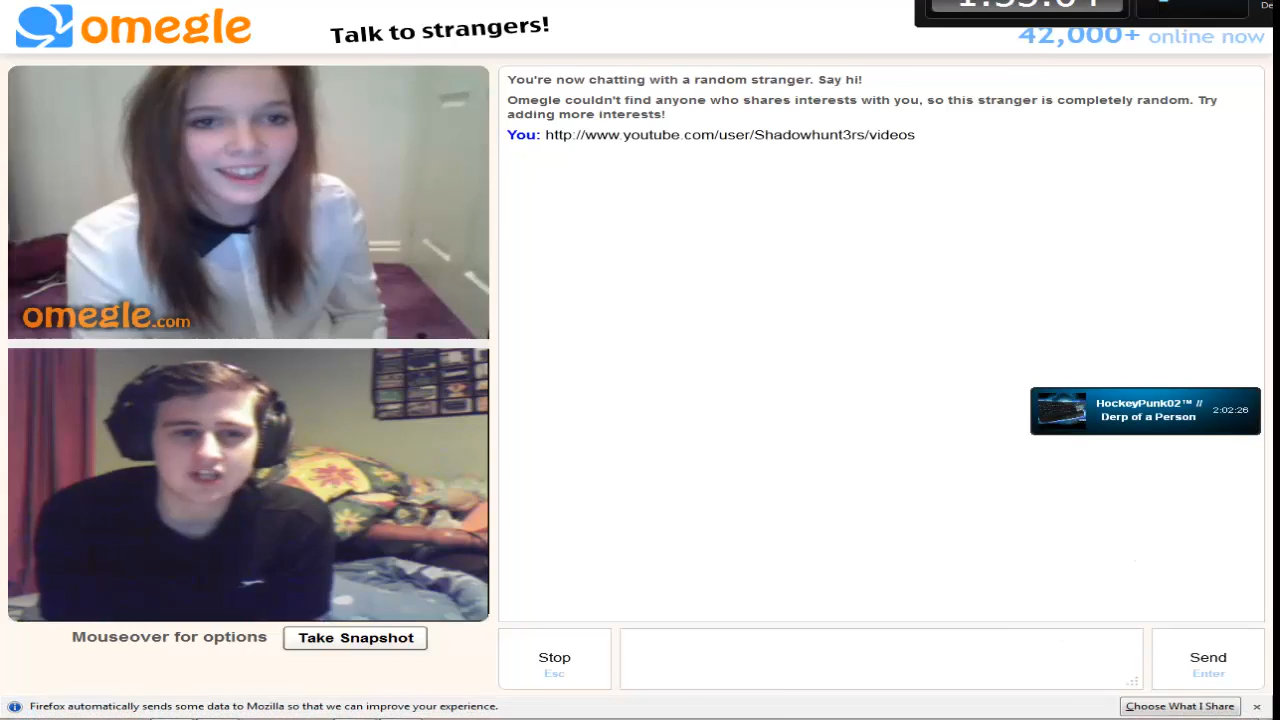 omegle
Talk to strangers!
42,000+ online now
You're now chatting with a random stranger. Say hi!
Omegle couldn't find anyone who shares interests with you, so this stranger is completely random. Try
adding more interests!
You: http://www.youtube.com/user/Shadowhunt3rs/videos
omegle.com
HockeyPunk02™ //
Derp of a Person
2:02:26
Mouseover for options
Take Snapshot
Stop
Esc
Send
Enter
Firefox automatically sends some data to Mozilla so that we can improve your experience.
Choose What I Share